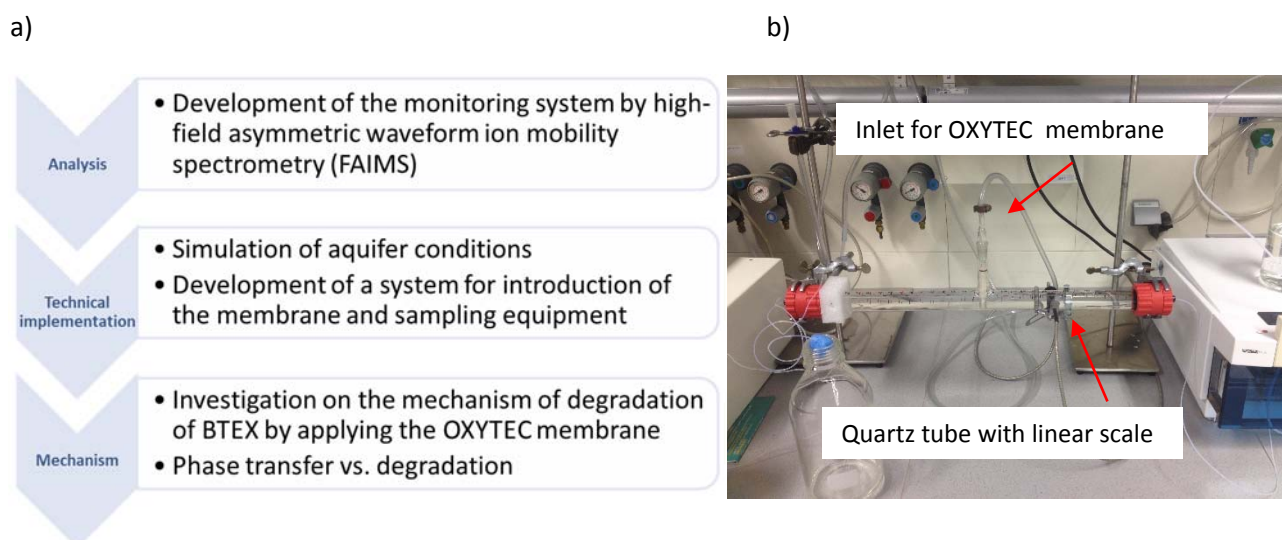 a)
b)
Analysis
• Development of the monitoring system by high-
field asymmetric waveform ion mobility
spectrometry (FAIMS)
Technical
implementation
• Simulation of aquifer conditions
• Development of a system for introduction of
the membrane and sampling equipment
Mechanism
• Investigation on the mechanism of degradation
of BTEX by applying the OXYTEC membrane
• Phase transfer vs. degradation
Inlet for OXYTEC membrane
Quartz tube with linear scale